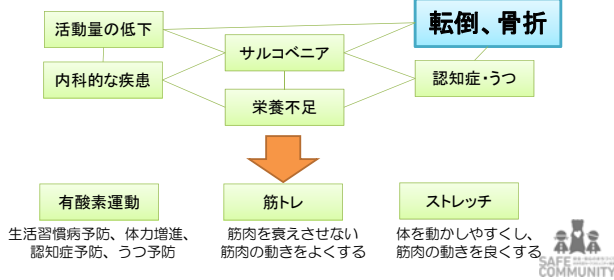 活動量の低下
転倒、骨折
サルコペニア
内科的な疾患
認知症・うつ
栄養不足
有酸素運動
筋トレ
ストレッチ
生活習慣病予防、体力増進、
認知症予防、うつ予防
筋肉を衰えさせない
筋肉の動きをよくする
体を動かしやすくし、
筋肉の動きを良くする
SAFE
COMMUNITY